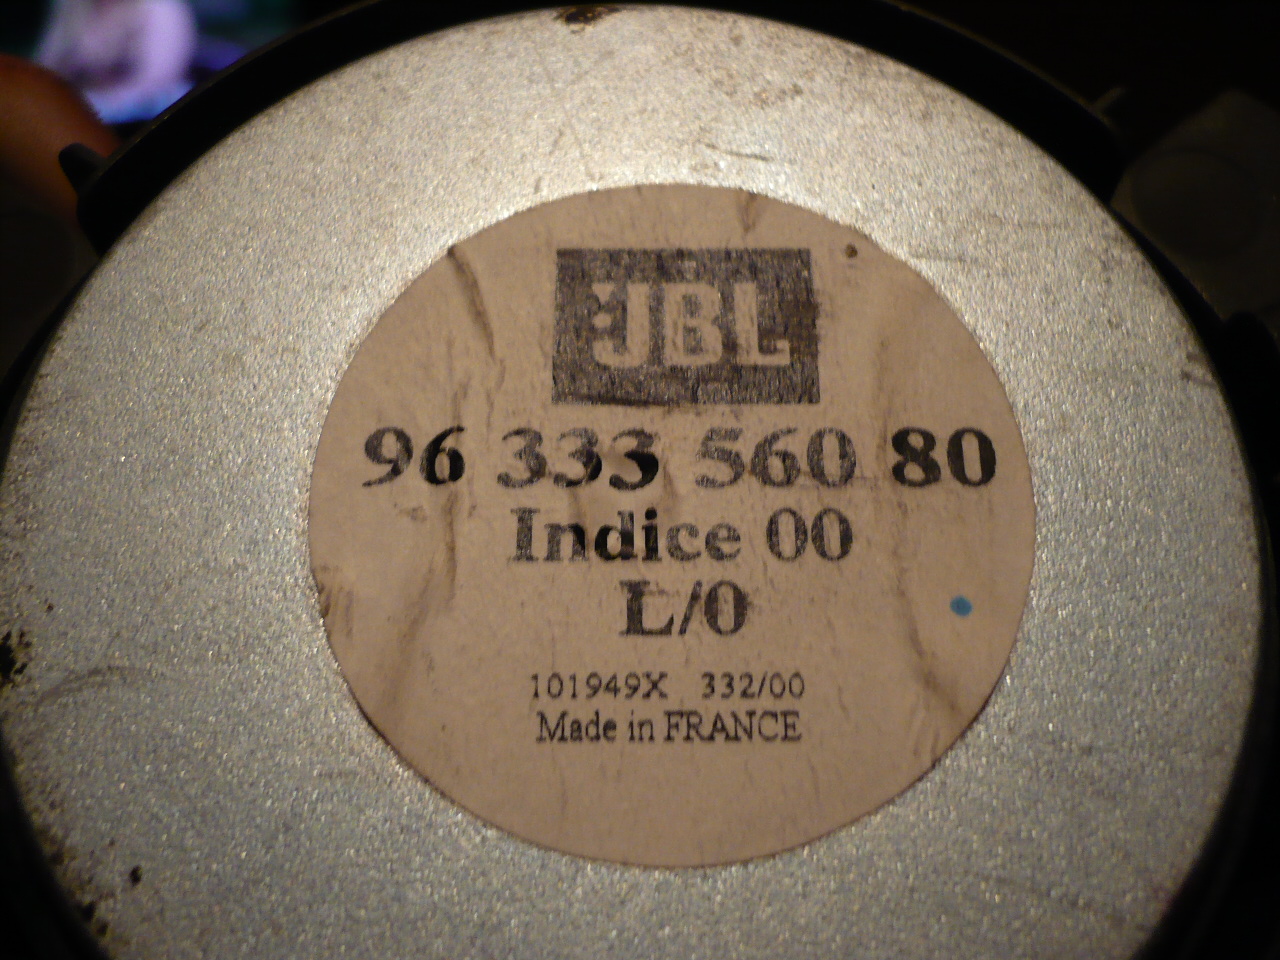 JBL
96 333 560 80
Indice 00
L/0
101949X 332/00
Made in FRANCE